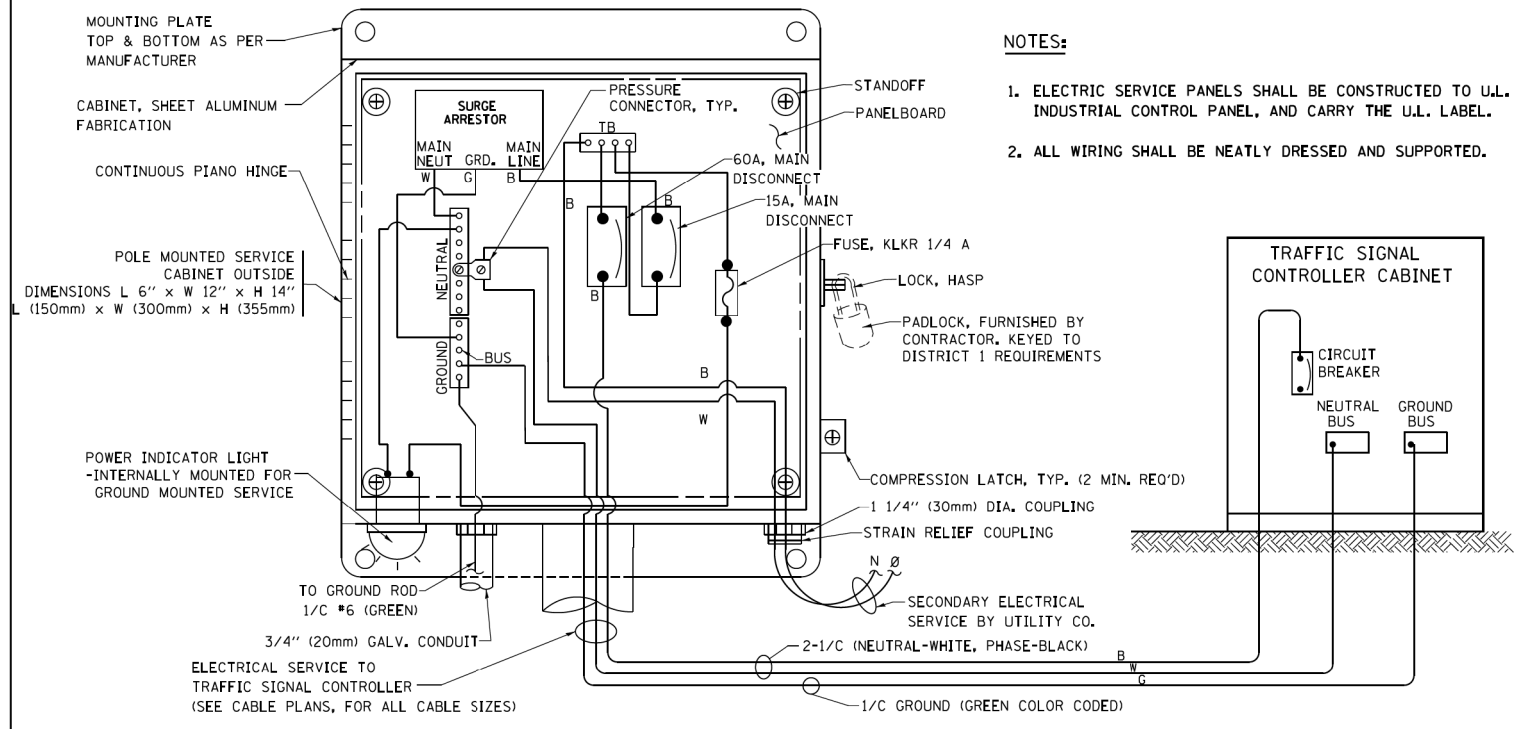 MOUNTING PLATE
TOP & BOTTOM AS PER
MANUFACTURER
CABINET, SHEET ALUMINUM
FABRICATION
CONTINUOUS PIANO HINGE
POLE MOUNTED SERVICE
CABINET OUTSIDE
DIMENSIONS L 6'' x W 12'' x H 14''
L (150mm) x W (300mm) x H (355mm)
POWER INDICATOR LIGHT
-INTERNALLY MOUNTED FOR
GROUND MOUNTED SERVICE
SURGE
ARRESTOR
MAIN
NEUT
GRD.
MAIN
LINE
W
G
B
PRESSURE
CONNECTOR, TYP.
TB
STANDOFF
PANELBOARD
60A, MAIN
DISCONNECT
15A, MAIN
DISCONNECT
B
B
B
NEUTRAL
GROUND
BUS
FUSE, KLKR 1/4 A
LOCK, HASP
PADLOCK, FURNISHED BY
CONTRACTOR. KEYED TO
DISTRICT 1 REQUIREMENTS
B
W
COMPRESSION LATCH, TYP. (2 MIN. REQ'D)
1 1/4'' (30mm) DIA. COUPLING
STRAIN RELIEF COUPLING
N Ø
SECONDARY ELECTRICAL
SERVICE BY UTILITY CO.
TO GROUND ROD
1/C #6 (GREEN)
3/4'' (20mm) GALV. CONDUIT
ELECTRICAL SERVICE TO
TRAFFIC SIGNAL CONTROLLER
(SEE CABLE PLANS, FOR ALL CABLE SIZES)
2-1/C (NEUTRAL-WHITE, PHASE-BLACK)
B
W
G
1/C GROUND (GREEN COLOR CODED)
NOTES:
1. ELECTRIC SERVICE PANELS SHALL BE CONSTRUCTED TO U.L.
INDUSTRIAL CONTROL PANEL, AND CARRY THE U.L. LABEL.
2. ALL WIRING SHALL BE NEATLY DRESSED AND SUPPORTED.
TRAFFIC SIGNAL
CONTROLLER CABINET
CIRCUIT
BREAKER
NEUTRAL
BUS
GROUND
BUS